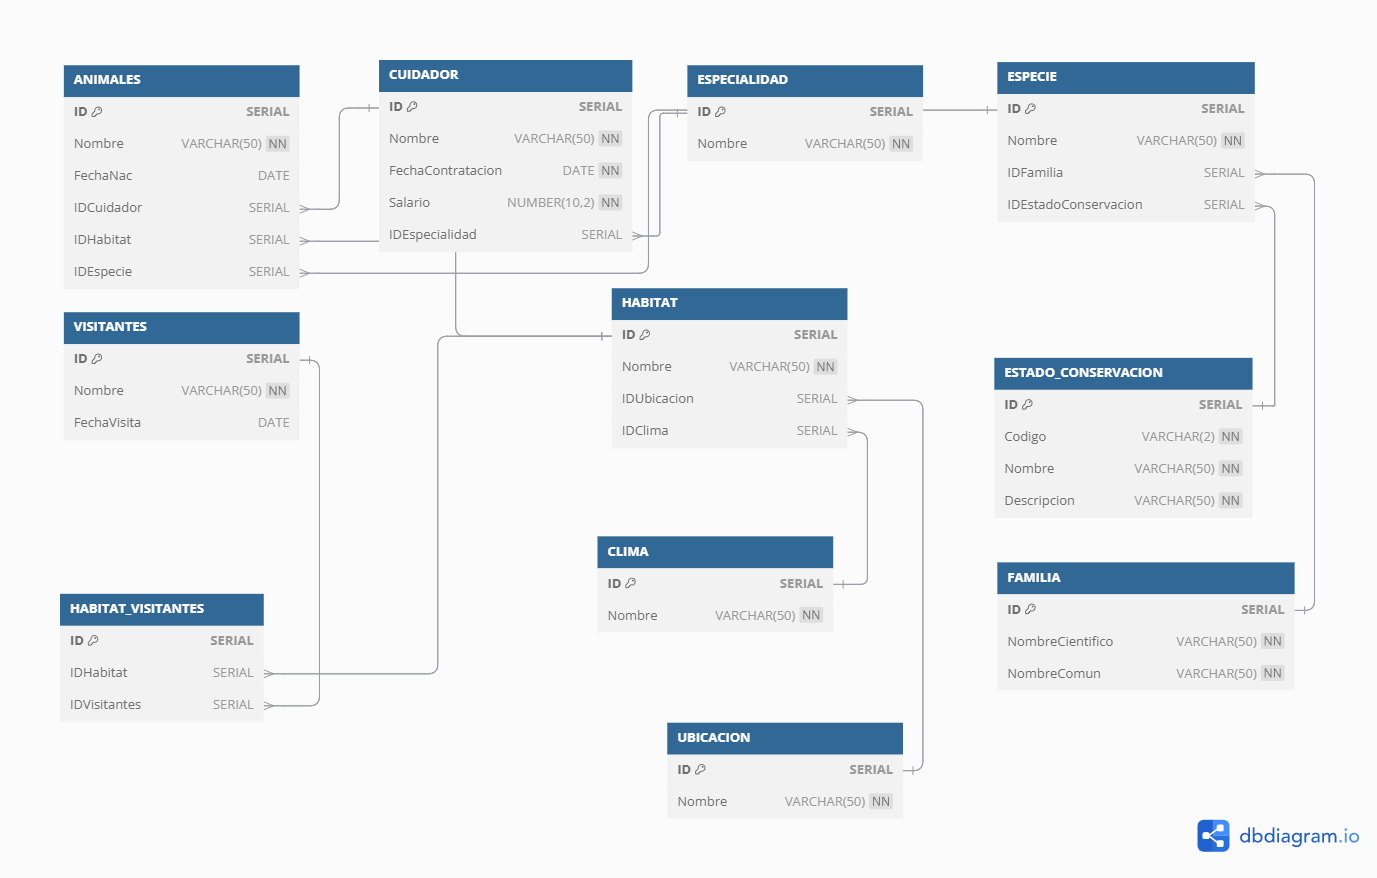 ANIMALES
ID SERIAL
Nombre VARCHAR(50) NN
FechaNac DATE
IDCuidador SERIAL
IDHabitat SERIAL
IDEspecie SERIAL
CUIDADOR
ID SERIAL
Nombre VARCHAR(50) NN
FechaContratacion DATE NN
Salario NUMBER(10,2) NN
IDEspecialidad SERIAL
ESPECIALIDAD
ID SERIAL
Nombre VARCHAR(50) NN
ESPECIE
ID SERIAL
Nombre VARCHAR(50) NN
IDFamilia SERIAL
IDEstadoConservacion SERIAL
VISITANTES
ID SERIAL
Nombre VARCHAR(50) NN
FechaVisita DATE
HABITAT
ID SERIAL
Nombre VARCHAR(50) NN
IDUbicacion SERIAL
IDClima SERIAL
ESTADO_CONSERVACION
ID SERIAL
Codigo VARCHAR(2) NN
Nombre VARCHAR(50) NN
Descripcion VARCHAR(50) NN
CLIMA
ID SERIAL
Nombre VARCHAR(50) NN
FAMILIA
ID SERIAL
NombreCientifico VARCHAR(50) NN
NombreComun VARCHAR(50) NN
HABITAT_VISITANTES
ID SERIAL
IDHabitat SERIAL
IDVisitantes SERIAL
UBICACION
ID SERIAL
Nombre VARCHAR(50) NN
dbdiagram.io